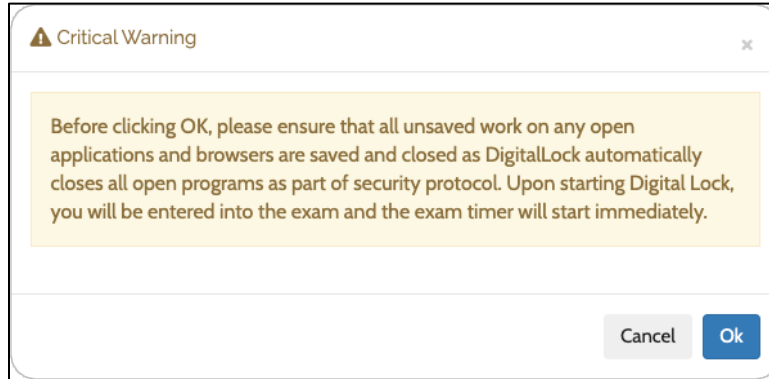 Critical Warning
×
Before clicking OK, please ensure that all unsaved work on any open
applications and browsers are saved and closed as DigitalLock automatically
closes all open programs as part of security protocol. Upon starting Digital Lock,
you will be entered into the exam and the exam timer will start immediately.
Cancel
Ok